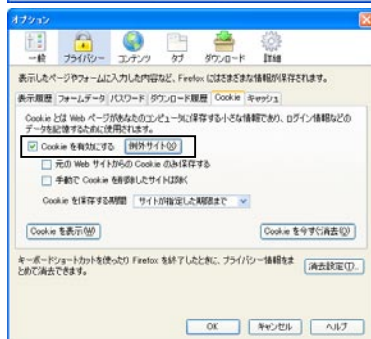 オプション
一般 プライバシー コンテンツ タブ ダウンロード 詳細
表示したページやフォームに入力した内容など、Firefox にはさまざまな情報が保存されます。
表示履歴 フォームデータ パスワード ダウンロード履歴 Cookie キャッシュ
Cookie とは Web ページがあなたのコンピュータに保存する小さな情報であり、ログイン情報などの
データを記憶するために使用されます。
Cookie を有効にする 例外サイト(X)
元の Web サイトからの Cookie のみ保存する
手動で Cookie を削除したサイトは除く
Cookie を保存する期間 サイトが指定した期限まで
Cookie を表示(W) Cookie を今すぐ消去(Q)
キーボードショートカットを使ったり Firefox を終了したときに、プライバシー情報をま
とめて消去できます。 消去設定(T)...
OK キャンセル ヘルプ